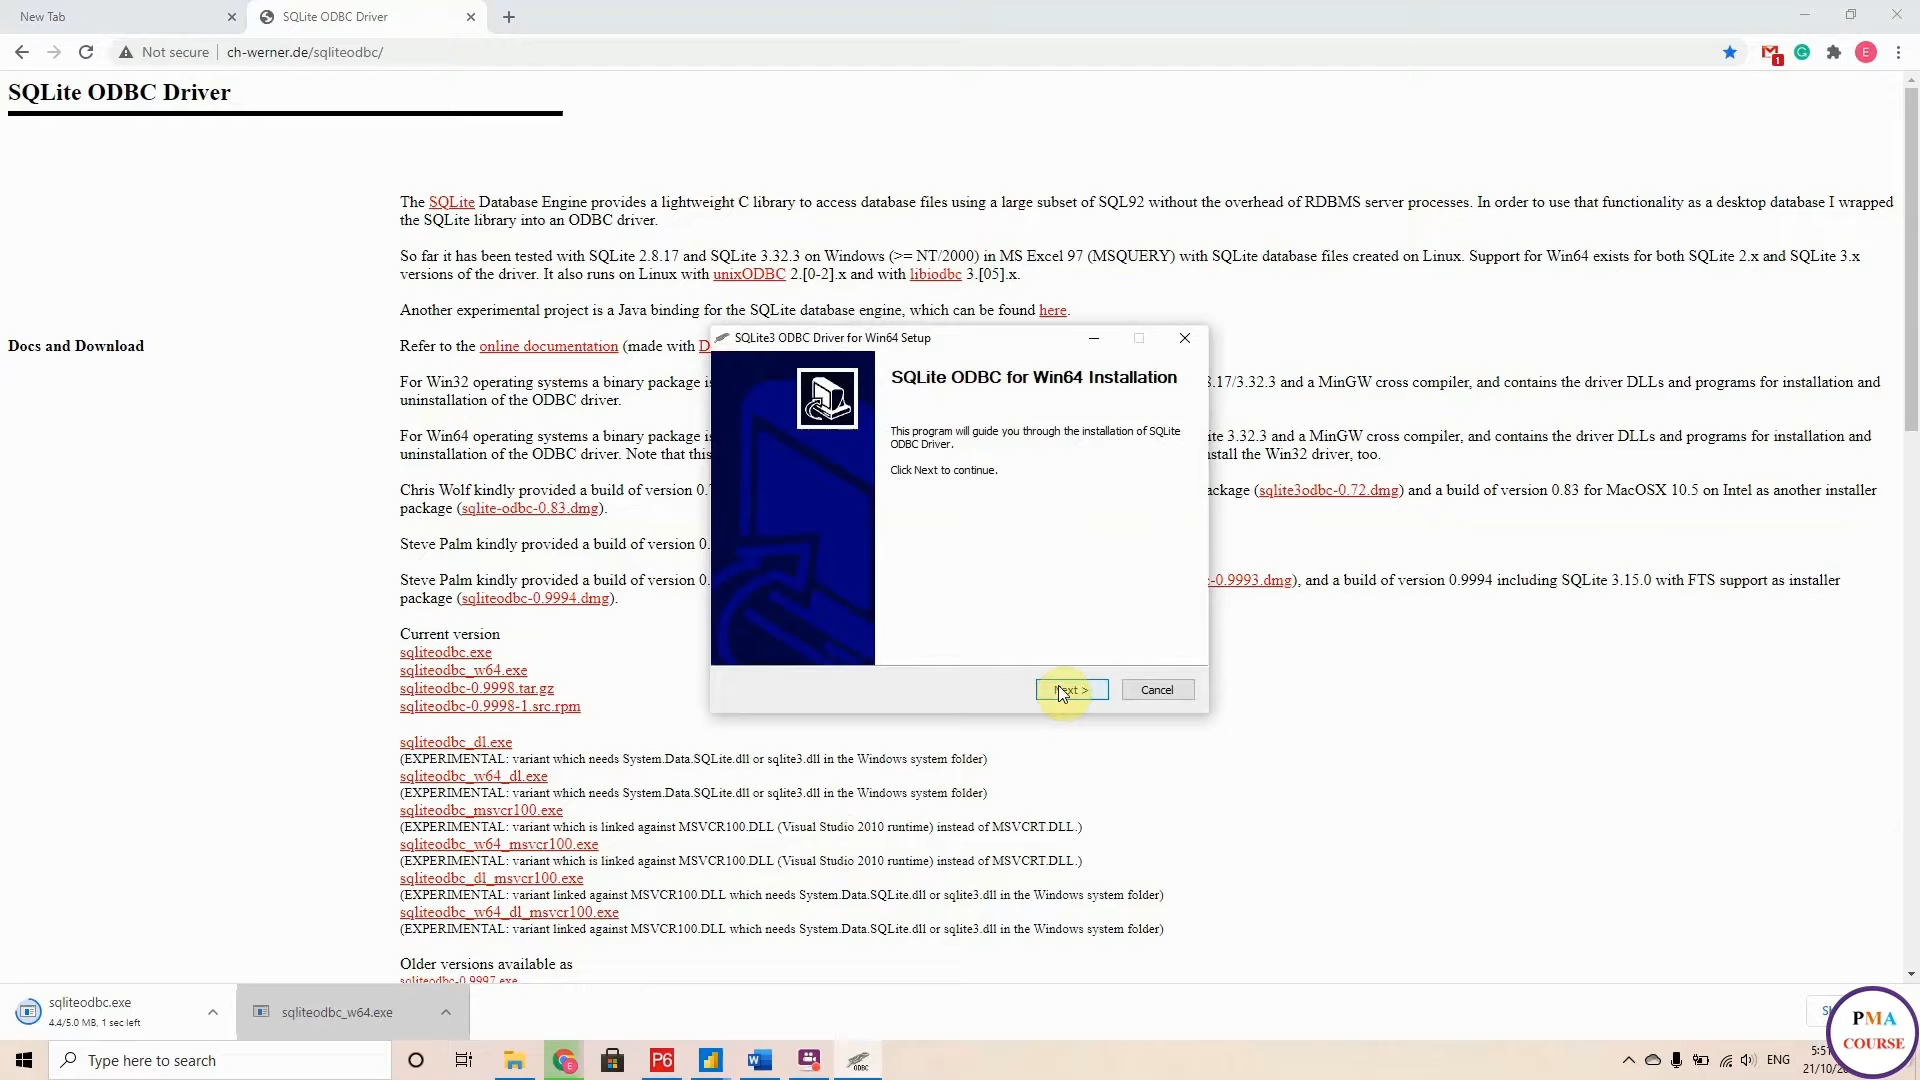 New Tab
SQLite ODBC Driver
Not secure
ch-werner.de/sqliteodbc/
E
1
SQLite ODBC Driver
The SQLite Database Engine provides a lightweight C library to access database files using a large subset of SQL92 without the overhead of RDBMS server processes. In order to use that functionality as a desktop database I wrapped
the SQLite library into an ODBC driver.
So far it has been tested with SQLite 2.8.17 and SQLite 3.32.3 on Windows (>= NT/2000) in MS Excel 97 (MSQUERY) with SQLite database files created on Linux. Support for Win64 exists for both SQLite 2.x and SQLite 3.x
versions of the driver. It also runs on Linux with unixODBC 2.[0-2].x and with libiodbc 3.[05].x.
Another experimental project is a Java binding for the SQLite database engine, which can be found here.
Docs and Download
Refer to the online documentation (made with D
For Win32 operating systems a binary package is
.17/3.32.3 and a MinGW cross compiler, and contains the driver DLLs and programs for installation and
uninstallation of the ODBC driver.
For Win64 operating systems a binary package is
ite 3.32.3 and a MinGW cross compiler, and contains the driver DLLs and programs for installation and
uninstallation of the ODBC driver. Note that this
stall the Win32 driver, too.
Chris Wolf kindly provided a build of version 0.
ackage (sqlite3odbc-0.72.dmg) and a build of version 0.83 for MacOSX 10.5 on Intel as another installer
package (sqlite-odbc-0.83.dmg).
Steve Palm kindly provided a build of version 0.
Steve Palm kindly provided a build of version 0.
-0.9993.dmg), and a build of version 0.9994 including SQLite 3.15.0 with FTS support as installer
package (sqliteodbc-0.9994.dmg).
Current version
sqliteodbc.exe
sqliteodbc_w64.exe
sqliteodbc-0.9998.tar.gz
sqliteodbc-0.9998-1.src.rpm
sqliteodbc_dl.exe
(EXPERIMENTAL: variant which needs System.Data.SQLite.dll or sqlite3.dll in the Windows system folder)
sqliteodbc_w64_dl.exe
(EXPERIMENTAL: variant which needs System.Data.SQLite.dll or sqlite3.dll in the Windows system folder)
sqliteodbc_msvcr100.exe
(EXPERIMENTAL: variant which is linked against MSVCR100.DLL (Visual Studio 2010 runtime) instead of MSVCRT.DLL.)
sqliteodbc_w64_msvcr100.exe
(EXPERIMENTAL: variant which is linked against MSVCR100.DLL (Visual Studio 2010 runtime) instead of MSVCRT.DLL.)
sqliteodbc_dl_msvcr100.exe
(EXPERIMENTAL: variant linked against MSVCR100.DLL which needs System.Data.SQLite.dll or sqlite3.dll in the Windows system folder)
sqliteodbc_w64_dl_msvcr100.exe
(EXPERIMENTAL: variant linked against MSVCR100.DLL which needs System.Data.SQLite.dll or sqlite3.dll in the Windows system folder)
Older versions available as
sqliteodbc-0.9997.exe
SQLite3 ODBC Driver for Win64 Setup
SQLite ODBC for Win64 Installation
This program will guide you through the installation of SQLite
ODBC Driver.
Click Next to continue.
Next >
Cancel
sqliteodbc.exe
4.4/5.0 MB, 1 sec left
sqliteodbc_w64.exe
PMA
COURSE
Type here to search
P6
ODBC
ENG
5:51
21/10/20